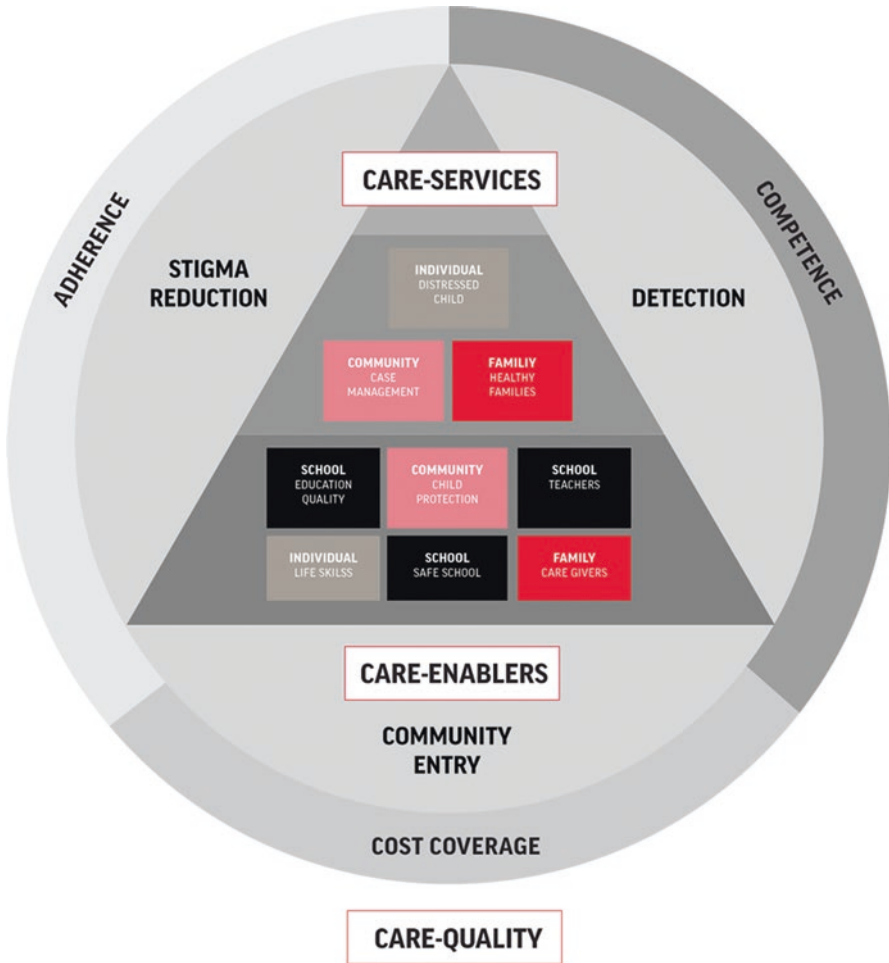 CARE-SERVICES
ADHERENCE
COMPETENCE
STIGMA
REDUCTION
DETECTION
INDIVIDUAL
DISTRESSED
CHILD
COMMUNITY
CASE
MANAGEMENT
FAMILIY
HEALTHY
FAMILIES
SCHOOL
EDUCATION
QUALITY
COMMUNITY
CHILD
PROTECTION
SCHOOL
TEACHERS
INDIVIDUAL
LIFE SKILSS
SCHOOL
SAFE SCHOOL
FAMILY
CARE GIVERS
CARE-ENABLERS
COMMUNITY
ENTRY
COST COVERAGE
CARE-QUALITY